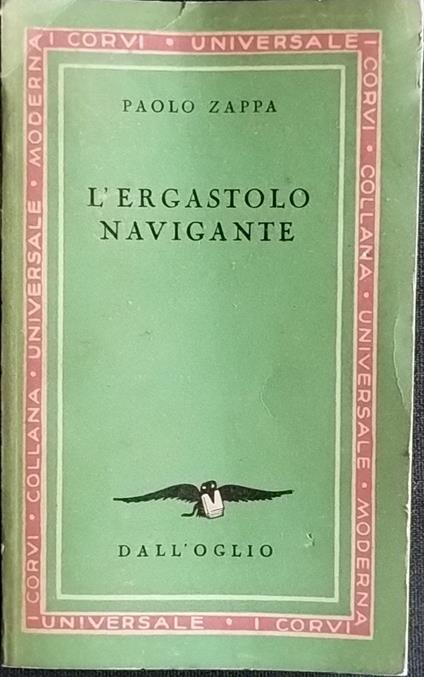 I CORVI • UNIVERSALE
I CORVI • COLLANA • UNIVERSALE • MODERNA
PAOLO ZAPPA
L'ERGASTOLO
NAVIGANTE
DALL'OGLIO
I CORVI • COLLANA • UNIVERSALE • MODERNA
UNIVERSALE • I CORVI